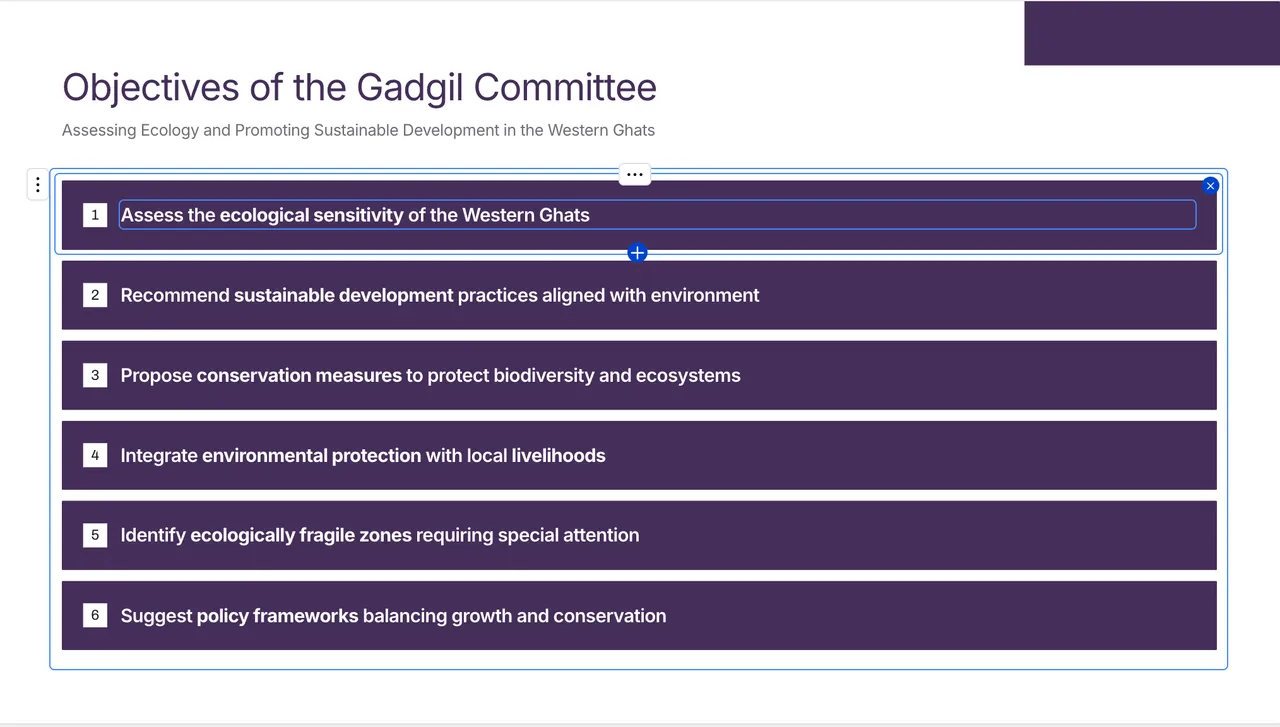 Objectives of the Gadgil Committee
Assessing Ecology and Promoting Sustainable Development in the Western Ghats
1 Assess the ecological sensitivity of the Western Ghats
2 Recommend sustainable development practices aligned with environment
3 Propose conservation measures to protect biodiversity and ecosystems
4 Integrate environmental protection with local livelihoods
5 Identify ecologically fragile zones requiring special attention
6 Suggest policy frameworks balancing growth and conservation